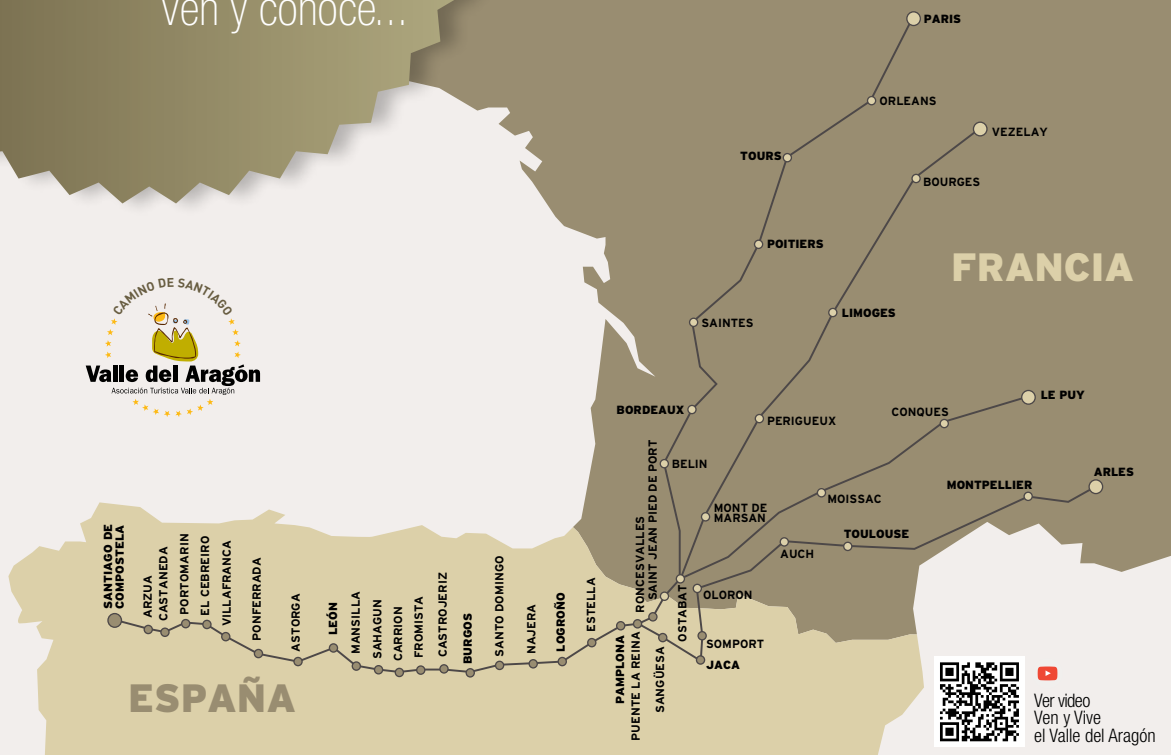 Ven y conoce...
PARIS
ORLEANS
VEZELAY
TOURS
BOURGES
POITIERS
FRANCIA
LIMOGES
SAINTES
CAMINO DE SANTIAGO
Valle del Aragón
Asociación Turística Valle del Aragón
LE PUY
CONQUES
BORDEAUX
PERIGUEUX
BELIN
ARLES
MONTPELLIER
MOISSAC
MONT DE
MARSAN
TOULOUSE
AUCH
SANTIAGO DE
COMPOSTELA
ARZUA
CASTANEDA
PORTOMARIN
EL CEBREIRO
VILLAFRANCA
PONFERRADA
ASTORGA
LEÓN
MANSILLA
SAHAGUN
CARRION
FROMISTA
CASTROJERIZ
BURGOS
SANTO DOMINGO
NAJERA
LOGROÑO
ESTELLA
PAMPLONA
PUENTE LA REINA
RONCESVALLES
SAINT JEAN PIED DE PORT
SANGÜESA
OSTABAT
OLORON
SOMPORT
JACA
ESPAÑA
Ver video
Ven y Vive
el Valle del Aragón